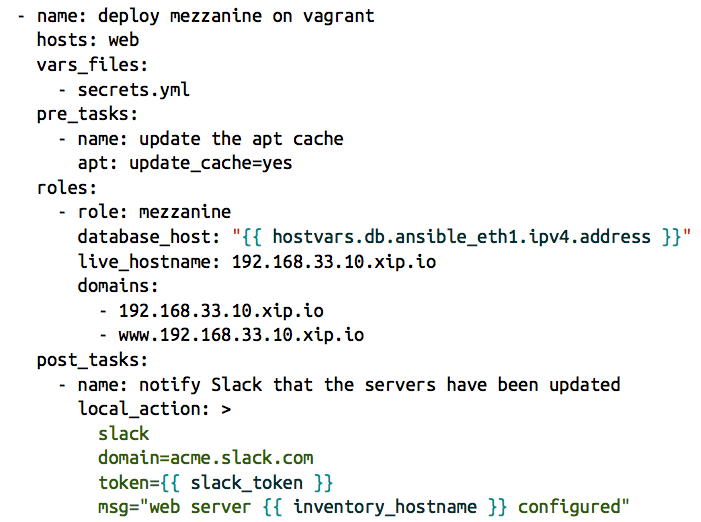 - name: deploy mezzanine on vagrant
  hosts: web
  vars_files:
    - secrets.yml
  pre_tasks:
    - name: update the apt cache
      apt: update_cache=yes
  roles:
    - role: mezzanine
      database_host: "{{ hostvars.db.ansible_eth1.ipv4.address }}"
      live_hostname: 192.168.33.10.xip.io
      domains:
        - 192.168.33.10.xip.io
        - www.192.168.33.10.xip.io
  post_tasks:
    - name: notify Slack that the servers have been updated
      local_action: >
        slack
        domain=acme.slack.com
        token={{ slack_token }}
        msg="web server {{ inventory_hostname }} configured"